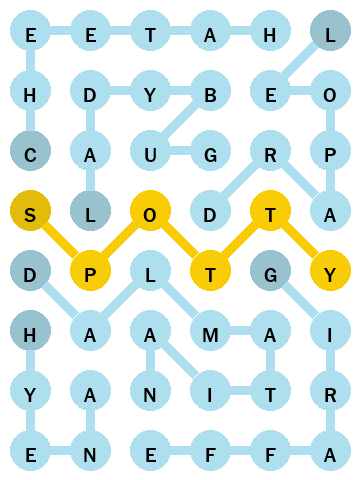 E E T A H L
H D Y B E O
C A U G R P
S L O D T A
D P L T G Y
H A A M A I
Y A N I T R
E N E F F A